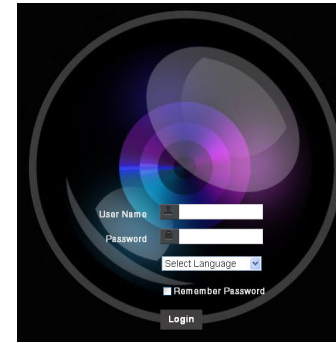 User Name
Password
Select Language
Remember Password
Login